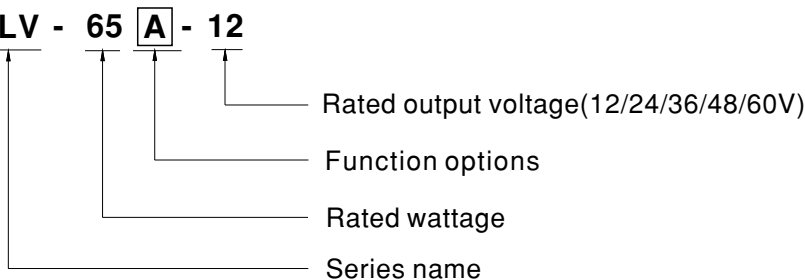 LV - 65 A - 12
Rated output voltage(12/24/36/48/60V)
Function options
Rated wattage
Series name